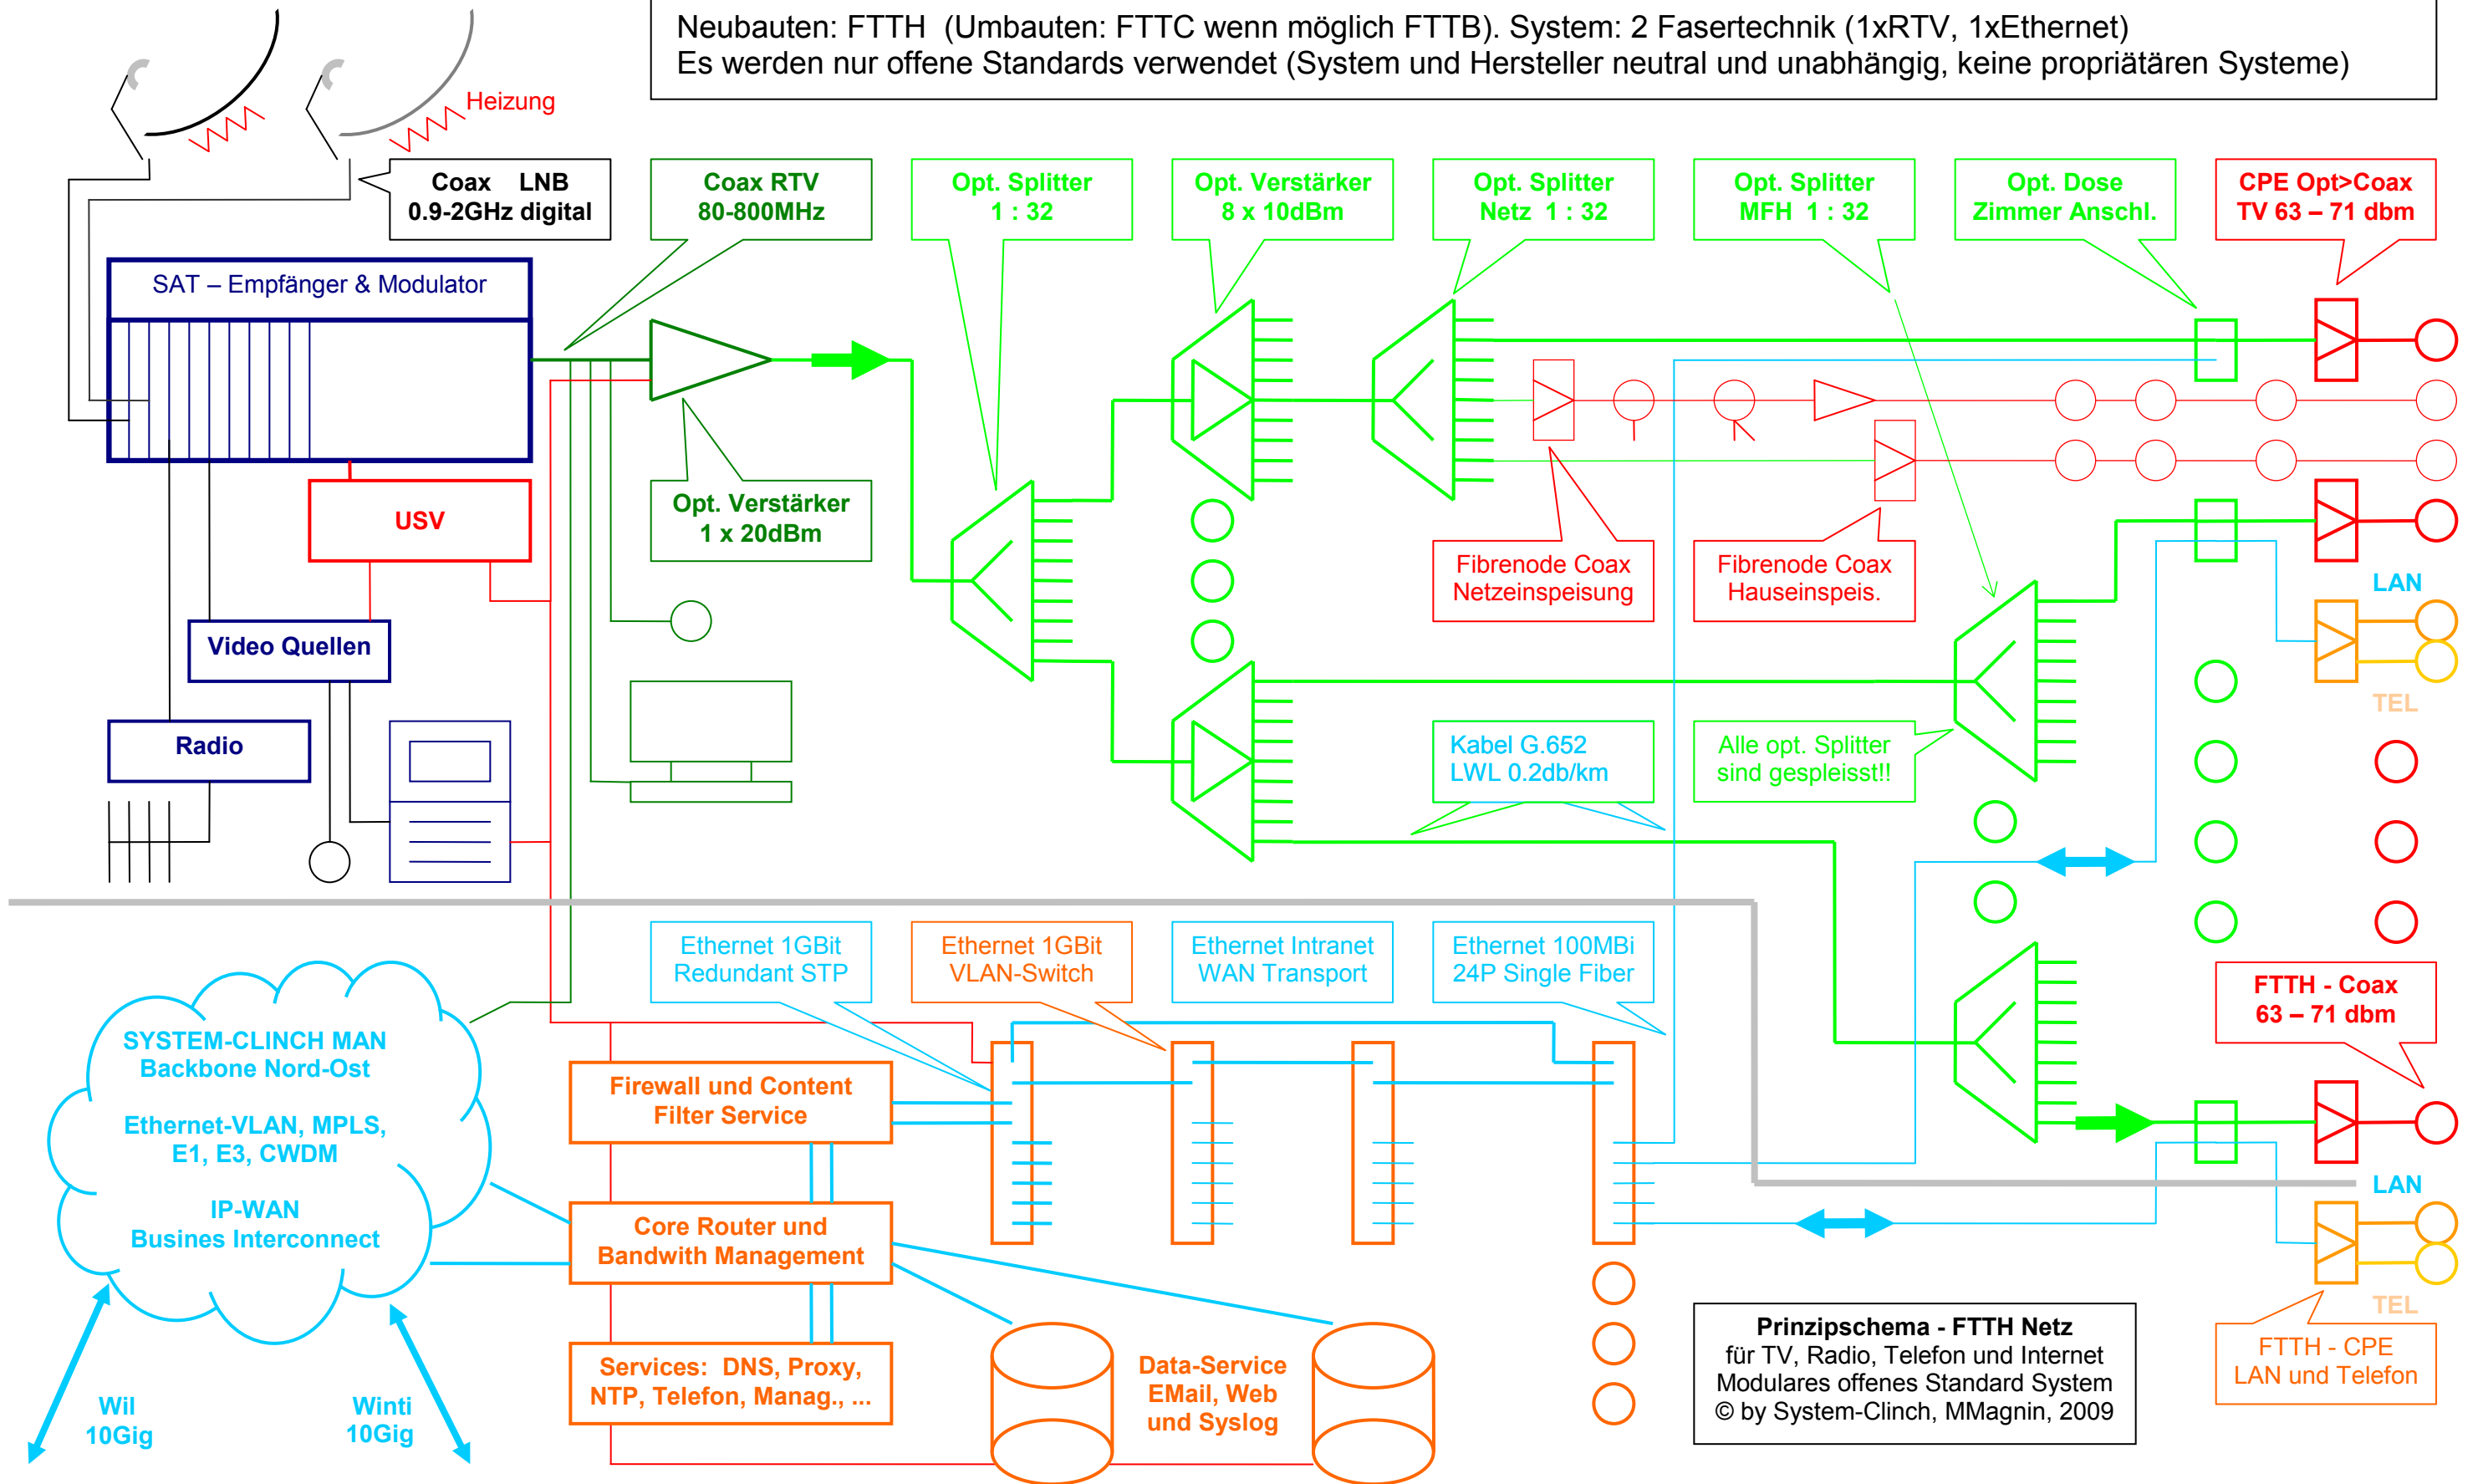 Neubauten: FTTH (Umbauten: FTTC wenn möglich FTTB). System: 2 Fasertechnik (1xRTV, 1xEthernet)
Es werden nur offene Standards verwendet (System und Hersteller neutral und unabhängig, keine propriätären Systeme)
Heizung
Coax LNB
0.9-2GHz digital
Coax RTV
80-800MHz
Opt. Splitter
1 : 32
Opt. Verstärker
8 x 10dBm
Opt. Splitter
Netz 1 : 32
Opt. Splitter
MFH 1 : 32
Opt. Dose
Zimmer Anschl.
CPE Opt>Coax
TV 63 – 71 dbm
SAT – Empfänger & Modulator
USV
Opt. Verstärker
1 x 20dBm
Fibrenode Coax
Netzeinspeisung
Fibrenode Coax
Hauseinspeis.
LAN
TEL
Video Quellen
Radio
Kabel G.652
LWL 0.2db/km
Alle opt. Splitter
sind gespleisst!!
Ethernet 1GBit
Redundant STP
Ethernet 1GBit
VLAN-Switch
Ethernet Intranet
WAN Transport
Ethernet 100MBi
24P Single Fiber
FTTH - Coax
63 – 71 dbm
SYSTEM-CLINCH MAN
Backbone Nord-Ost
Ethernet-VLAN, MPLS,
E1, E3, CWDM
IP-WAN
Busines Interconnect
Firewall und Content
Filter Service
Core Router und
Bandwith Management
Services: DNS, Proxy,
NTP, Telefon, Manag., ...
Data-Service
EMail, Web
und Syslog
Wil
10Gig
Winti
10Gig
LAN
TEL
Prinzipschema - FTTH Netz
für TV, Radio, Telefon und Internet
Modulares offenes Standard System
© by System-Clinch, MMagnin, 2009
FTTH - CPE
LAN und Telefon